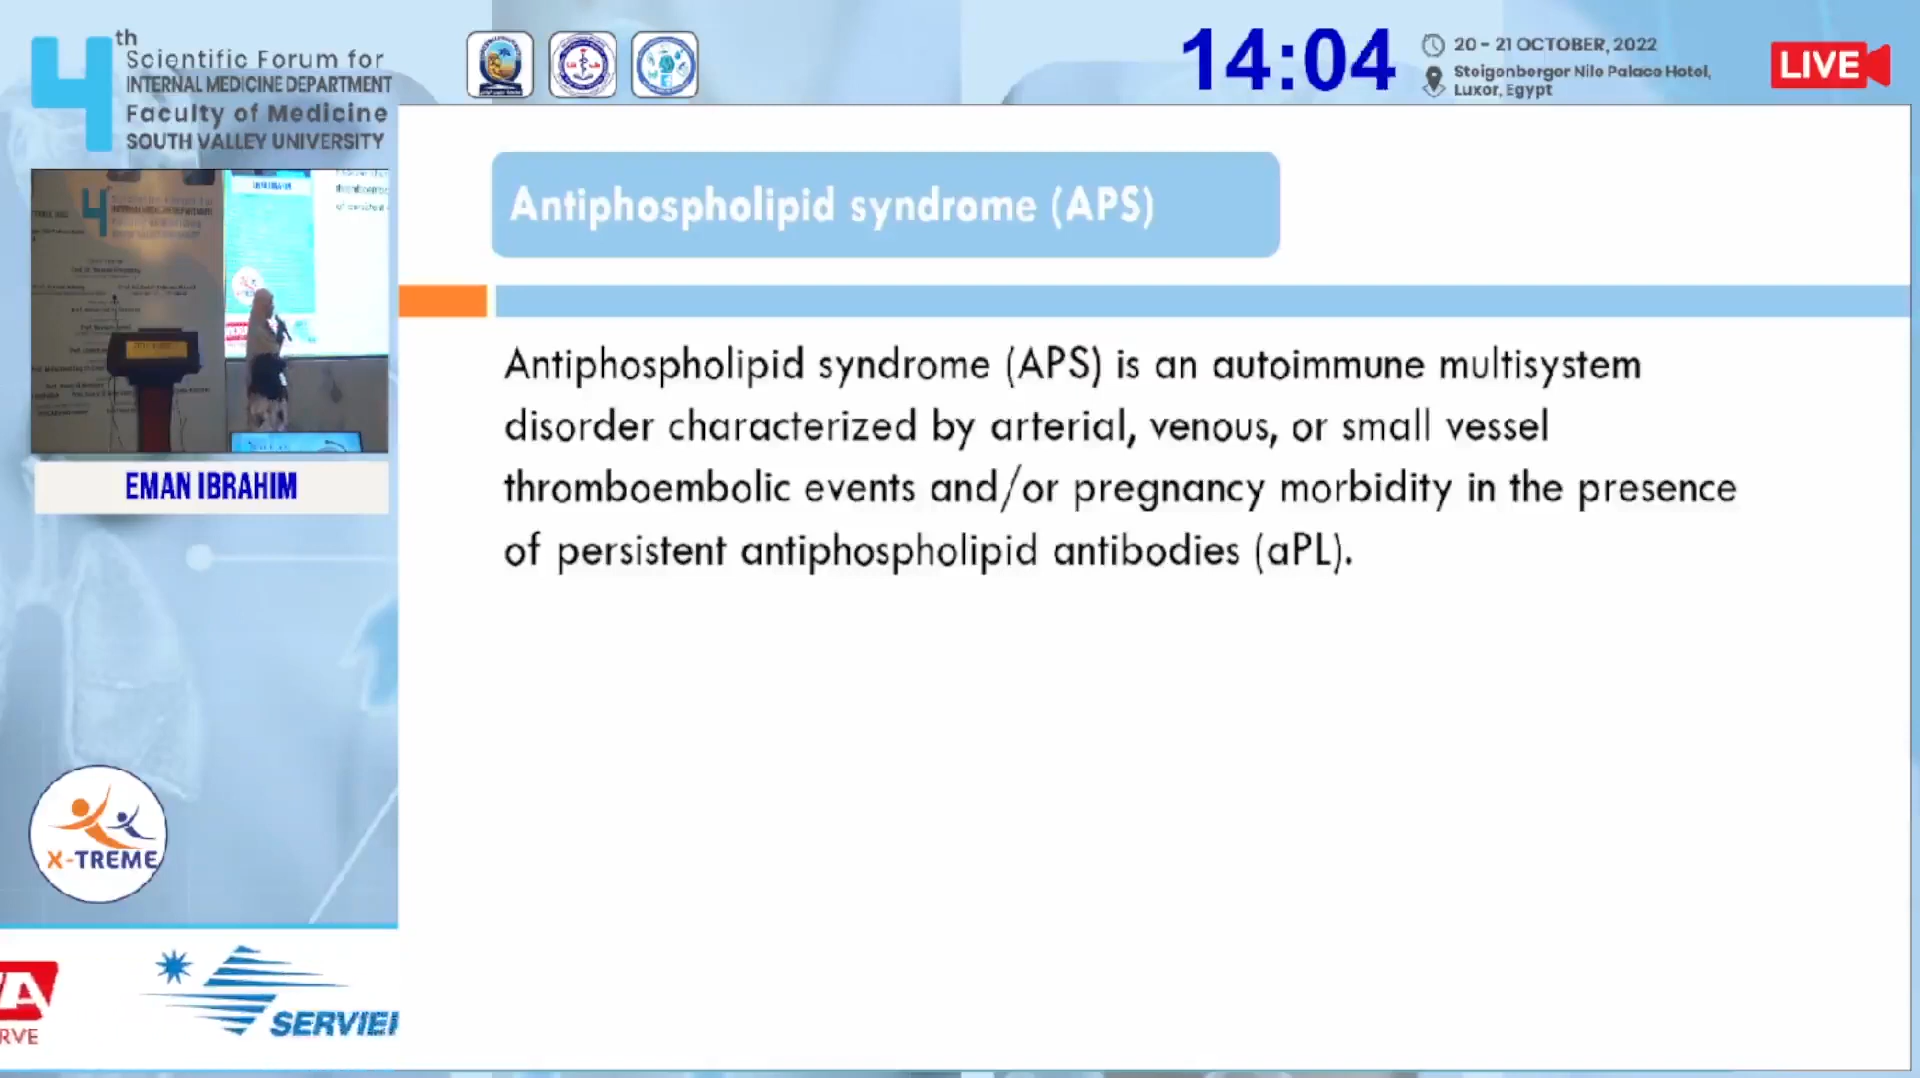 4th
Scientific Forum for
INTERNAL MEDICINE DEPARTMENT
Faculty of Medicine
SOUTH VALLEY UNIVERSITY
14:04
20 - 21 OCTOBER, 2022
Steigenberger Nile Palace Hotel,
Luxor, Egypt
LIVE
EMAN IBRAHIM
Antiphospholipid syndrome (APS)
Antiphospholipid syndrome (APS) is an autoimmune multisystem
disorder characterized by arterial, venous, or small vessel
thromboembolic events and/or pregnancy morbidity in the presence
of persistent antiphospholipid antibodies (aPL).
X-TREME
SERVIE